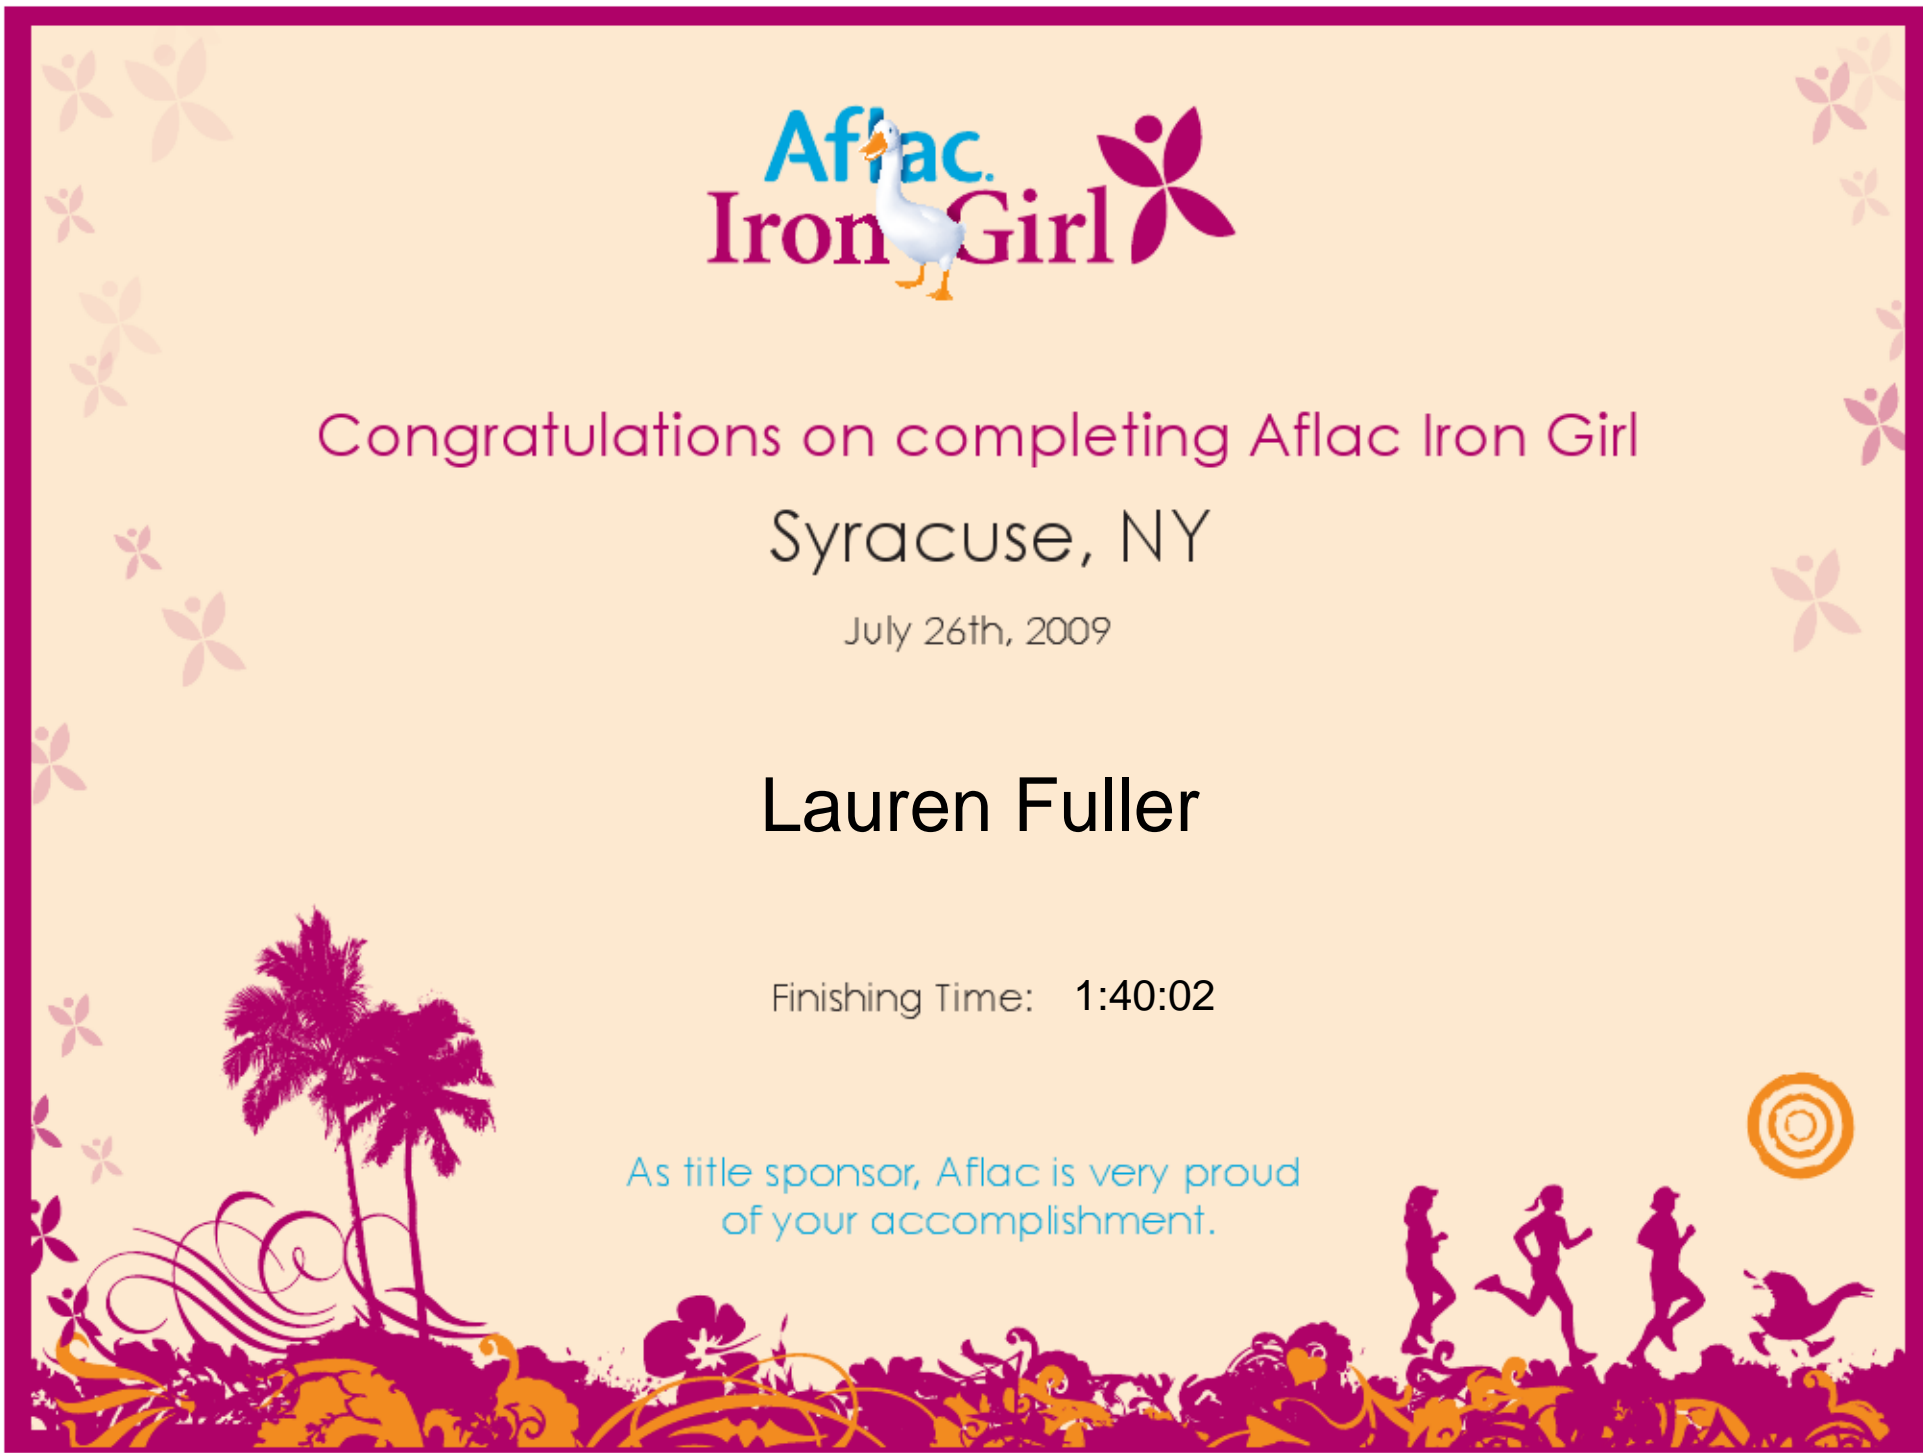 Aflac.
Iron Girl
Congratulations on completing Aflac Iron Girl
Syracuse, NY
July 26th, 2009
Lauren Fuller
Finishing Time: 1:40:02
As title sponsor, Aflac is very proud
of your accomplishment.